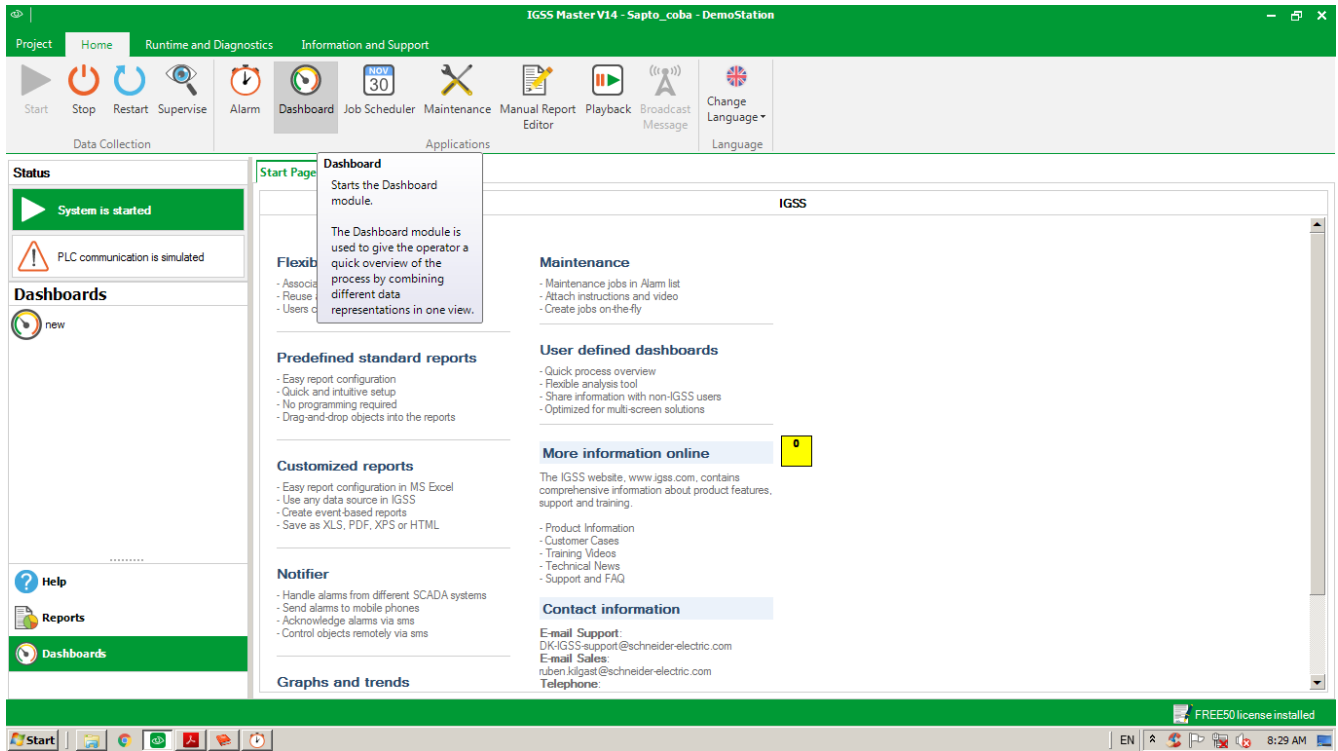 IGSS Master V14 - Sapto_coba - DemoStation
Project Home Runtime and Diagnostics Information and Support
NOV
30
Start Stop Restart Supervise Alarm Dashboard Job Scheduler Maintenance Manual Report Editor Playback Broadcast Message Change Language
Data Collection Applications Language
Status
System is started
PLC communication is simulated
Dashboards
new
Help
Reports
Dashboards
Start Page
Dashboard
Starts the Dashboard
module.
The Dashboard module is
used to give the operator a
quick overview of the
process by combining
different data
representations in one view.
IGSS
Flexib
- Associa
- Reuse
- Users c
Predefined standard reports
- Easy report configuration
- Quick and intuitive setup
- No programming required
- Drag-and-drop objects into the reports
Customized reports
- Easy report configuration in MS Excel
- Use any data source in IGSS
- Create event-based reports
- Save as XLS, PDF, XPS or HTML
Notifier
- Handle alarms from different SCADA systems
- Send alarms to mobile phones
- Acknowledge alarms via sms
- Control objects remotely via sms
Graphs and trends
Maintenance
- Maintenance jobs in Alarm list
- Attach instructions and video
- Create jobs on-the-fly
User defined dashboards
- Quick process overview
- Flexible analysis tool
- Share information with non-IGSS users
- Optimized for multi-screen solutions
More information online
0
The IGSS website, www.igss.com, contains
comprehensive information about product features,
support and training.
- Product Information
- Customer Cases
- Training Videos
- Technical News
- Support and FAQ
Contact information
E-mail Support:
DK-IGSS-support@schneider-electric.com
E-mail Sales:
ruben.kilgast@schneider-electric.com
Telephone:
FREE50 license installed
Start EN 8:29 AM